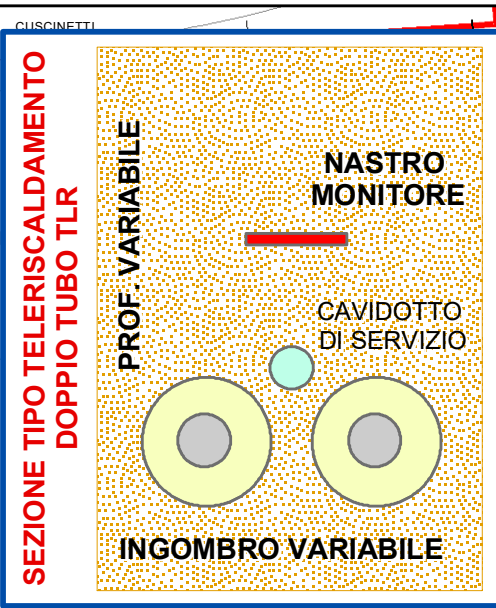 CUSCINETTI
SEZIONE TIPO TELERISCALDAMENTO
DOPPIO TUBO TLR
PROF. VARIABILE
NASTRO
MONITORE
CAVIDOTTO
DI SERVIZIO
INGOMBRO VARIABILE